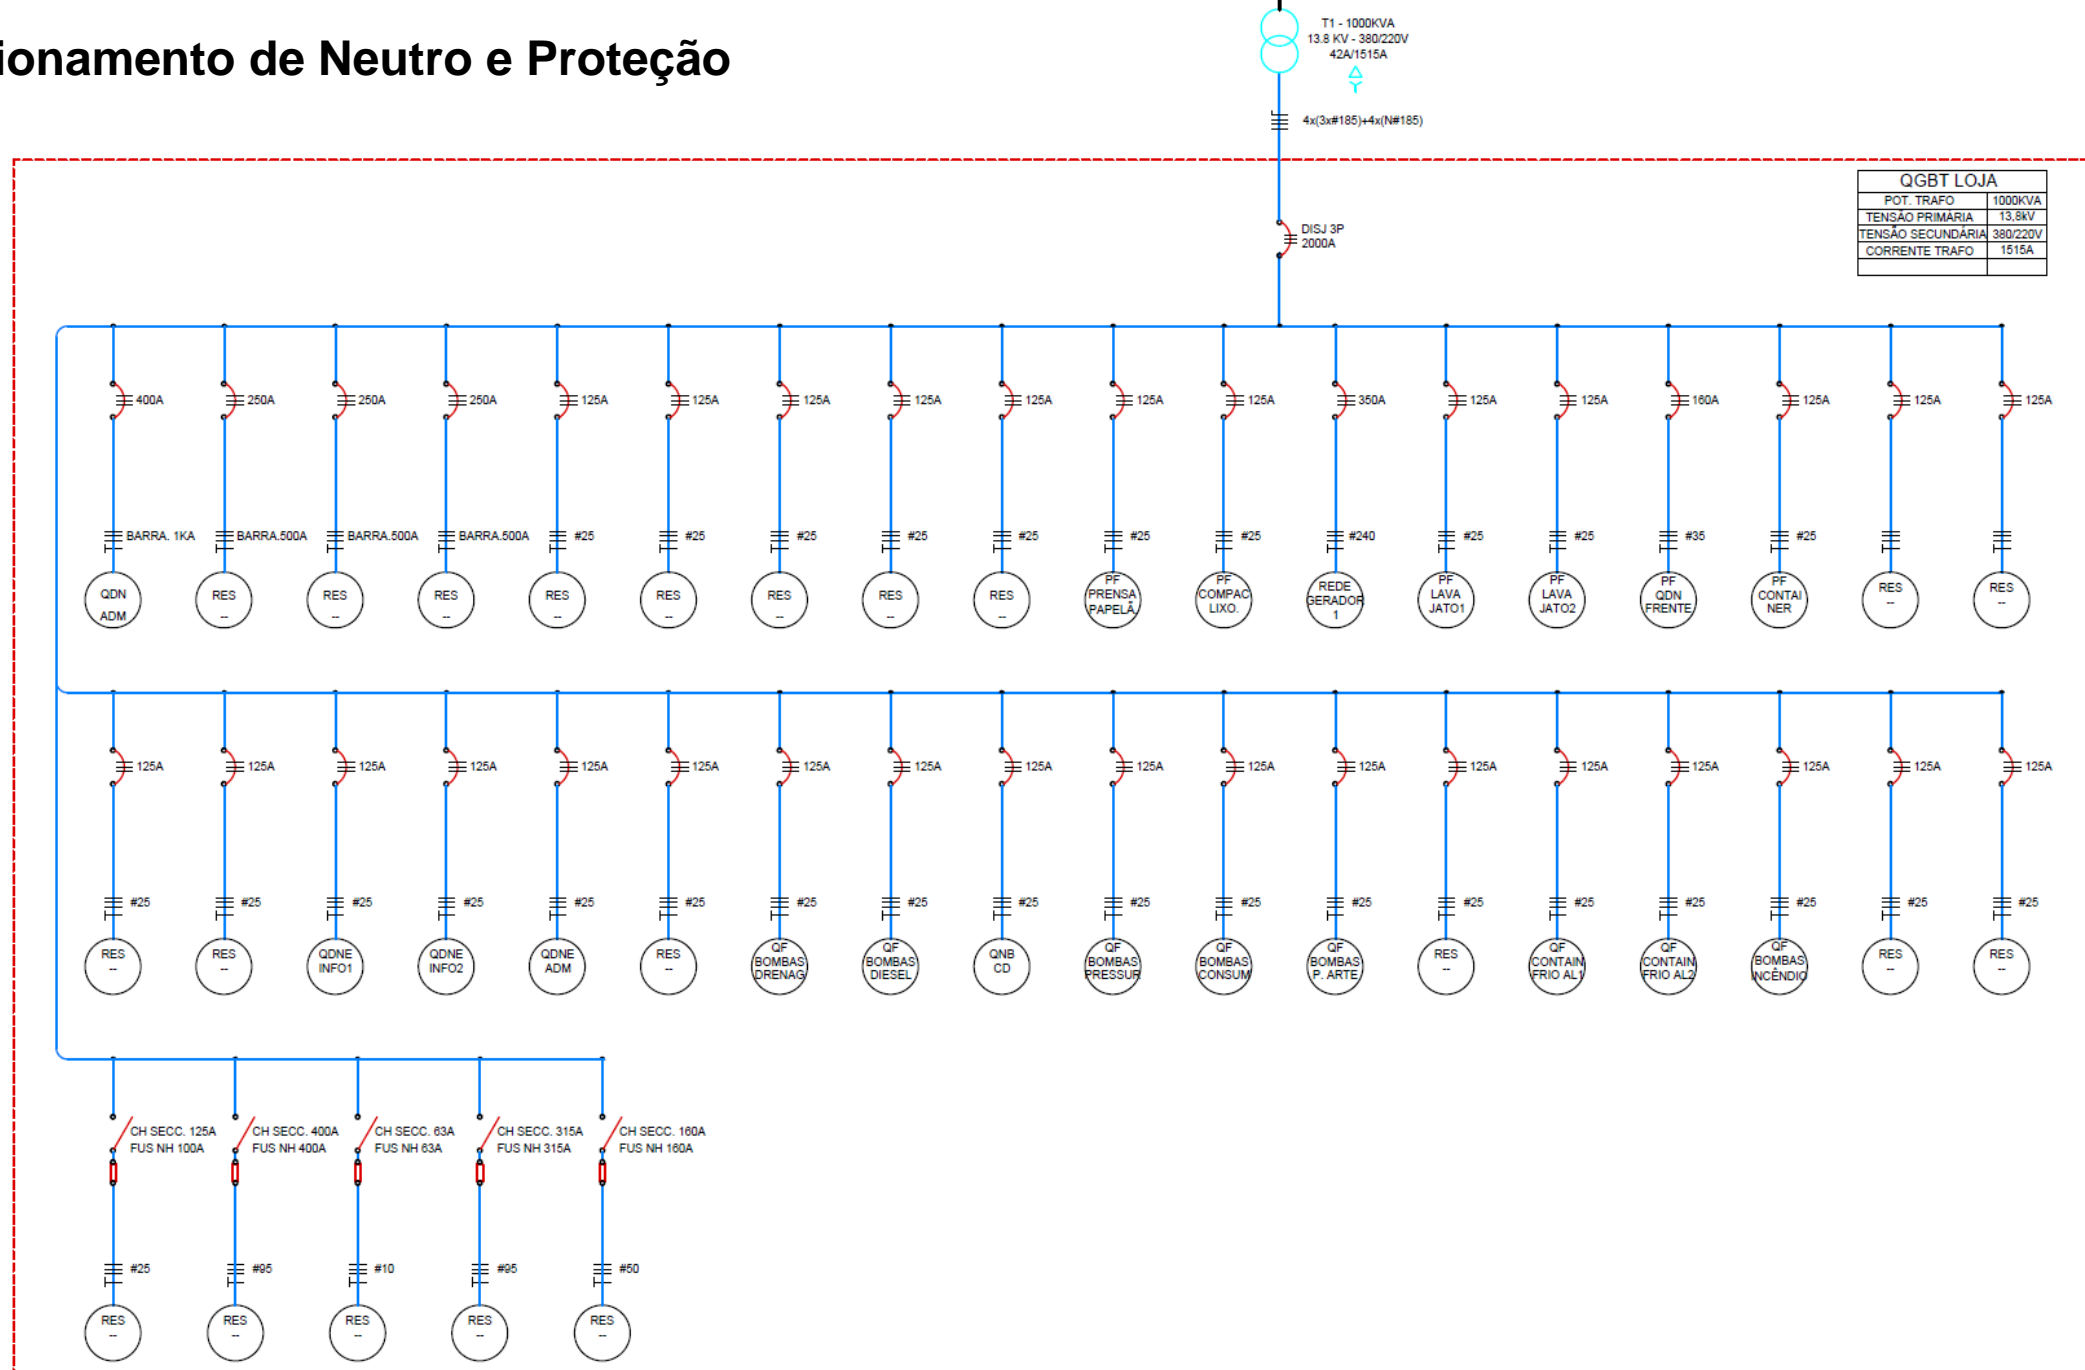 ionamento de Neutro e Proteção
T1 - 1000KVA
13.8 KV - 380/220V
42A/1515A
4x(3x#185)+4x(N#185)
QGBT LOJA
POT. TRAFO 1000KVA
TENSÃO PRIMÁRIA 13,8kV
TENSÃO SECUNDÁRIA 380/220V
CORRENTE TRAFO 1515A
DISJ 3P
2000A
400A 250A 250A 250A 125A 125A 125A 125A 125A 125A 125A 350A 125A 125A 160A 125A 125A 125A
BARRA. 1KA BARRA.500A BARRA.500A BARRA.500A #25 #25 #25 #25 #25 #25 #25 #240 #25 #25 #35 #25
QDN
ADM
RES
--
RES
--
RES
--
RES
--
RES
--
RES
--
RES
--
RES
--
PF
PRENSA
PAPELÃ
PF
COMPAC
LIXO.
REDE
GERADOR
1
PF
LAVA
JATO1
PF
LAVA
JATO2
PF
QDN
FRENTE
PF
CONTAI
NER
RES
--
RES
--
125A 125A 125A 125A 125A 125A 125A 125A 125A 125A 125A 125A 125A 125A 125A 125A 125A 125A
#25 #25 #25 #25 #25 #25 #25 #25 #25 #25 #25 #25 #25 #25 #25 #25 #25 #25
RES
--
RES
--
QDNE
INFO1
QDNE
INFO2
QDNE
ADM
RES
--
QF
BOMBAS
DRENAG
QF
BOMBAS
DIESEL
QNB
CD
QF
BOMBAS
PRESSUR
QF
BOMBAS
CONSUM
QF
BOMBAS
P. ARTE
RES
--
QF
CONTAIN
FRIO AL1
QF
CONTAIN
FRIO AL2
QF
BOMBAS
INCÊNDIO
RES
--
RES
--
CH SECC. 125A
FUS NH 100A
CH SECC. 400A
FUS NH 400A
CH SECC. 63A
FUS NH 63A
CH SECC. 315A
FUS NH 315A
CH SECC. 160A
FUS NH 160A
#25 #95 #10 #95 #50
RES
--
RES
--
RES
--
RES
--
RES
--